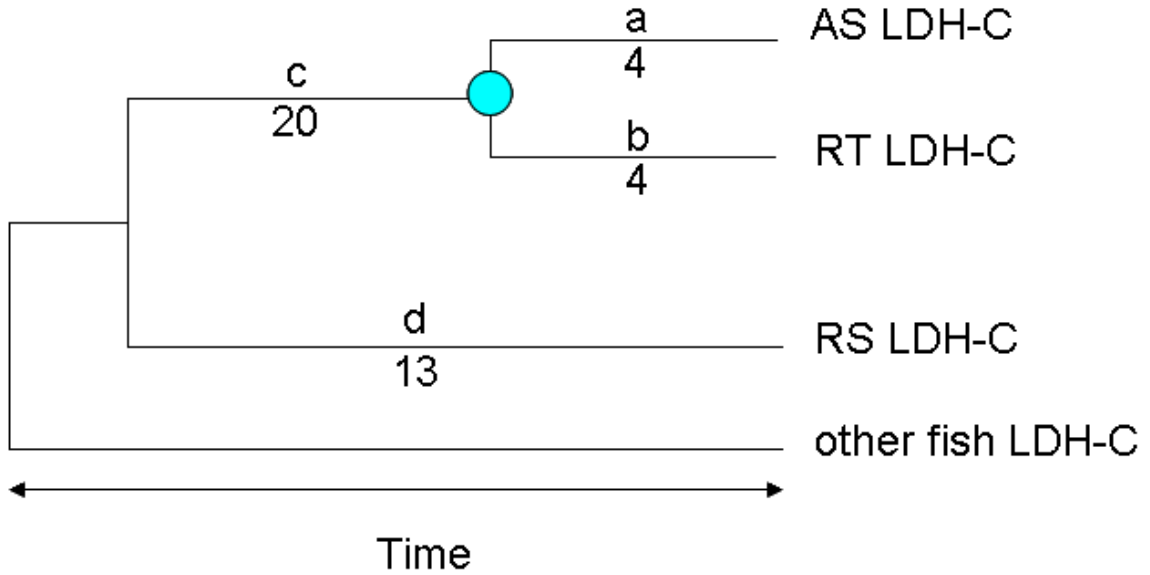 a
AS LDH-C
4
c
20
b
RT LDH-C
4
d
RS LDH-C
13
other fish LDH-C
Time